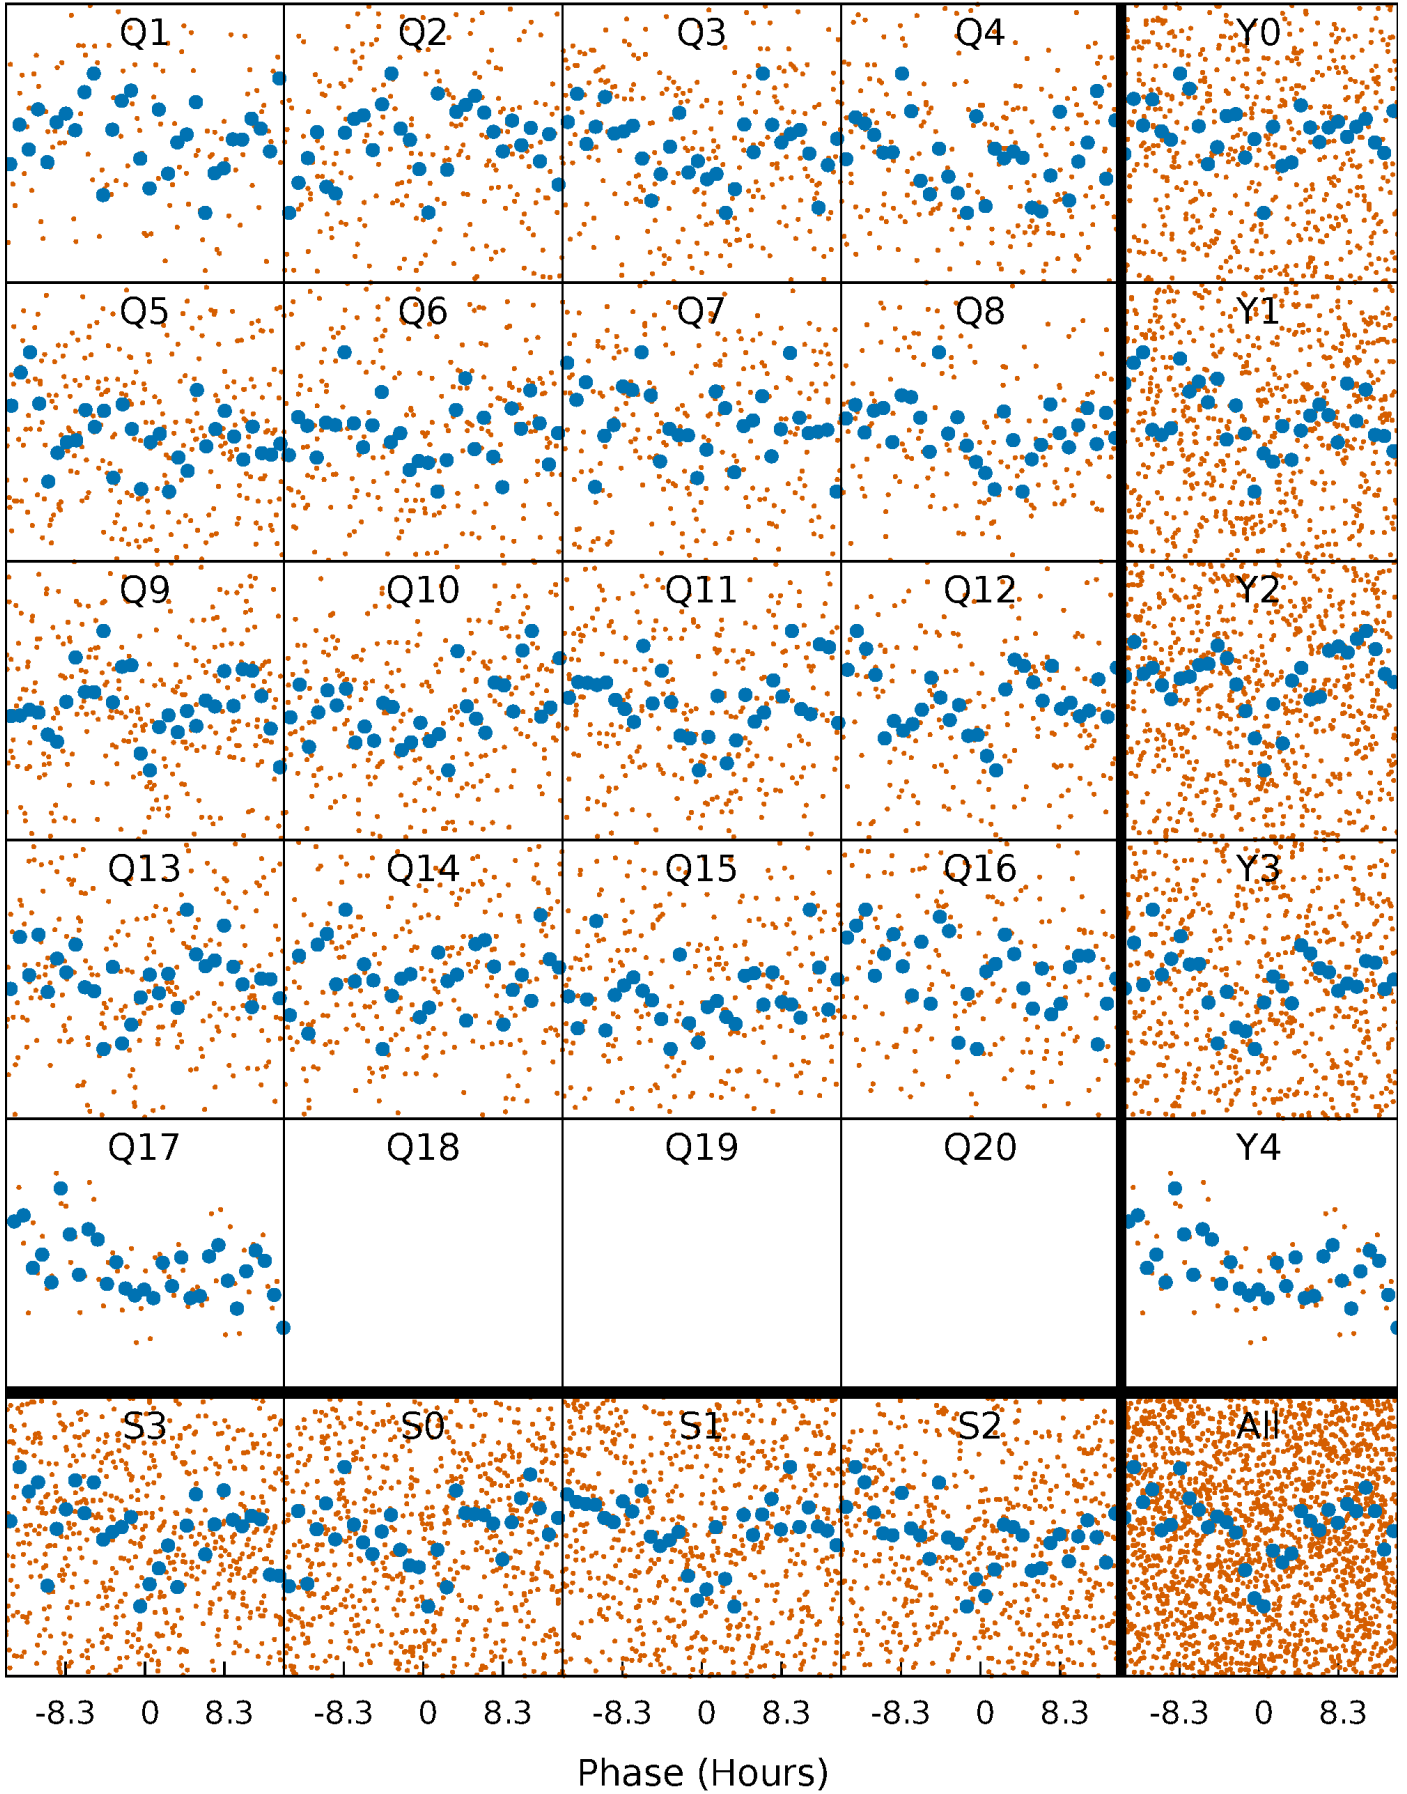 Q1 Q2 Q3 Q4 Y0
Q5 Q6 Q7 Q8 Y1
Q9 Q10 Q11 Q12 Y2
Q13 Q14 Q15 Q16 Y3
Q17 Q18 Q19 Q20 Y4
S3 S0 S1 S2 All
-8.3 0 8.3 -8.3 0 8.3 -8.3 0 8.3 -8.3 0 8.3 -8.3 0 8.3
Phase (Hours)